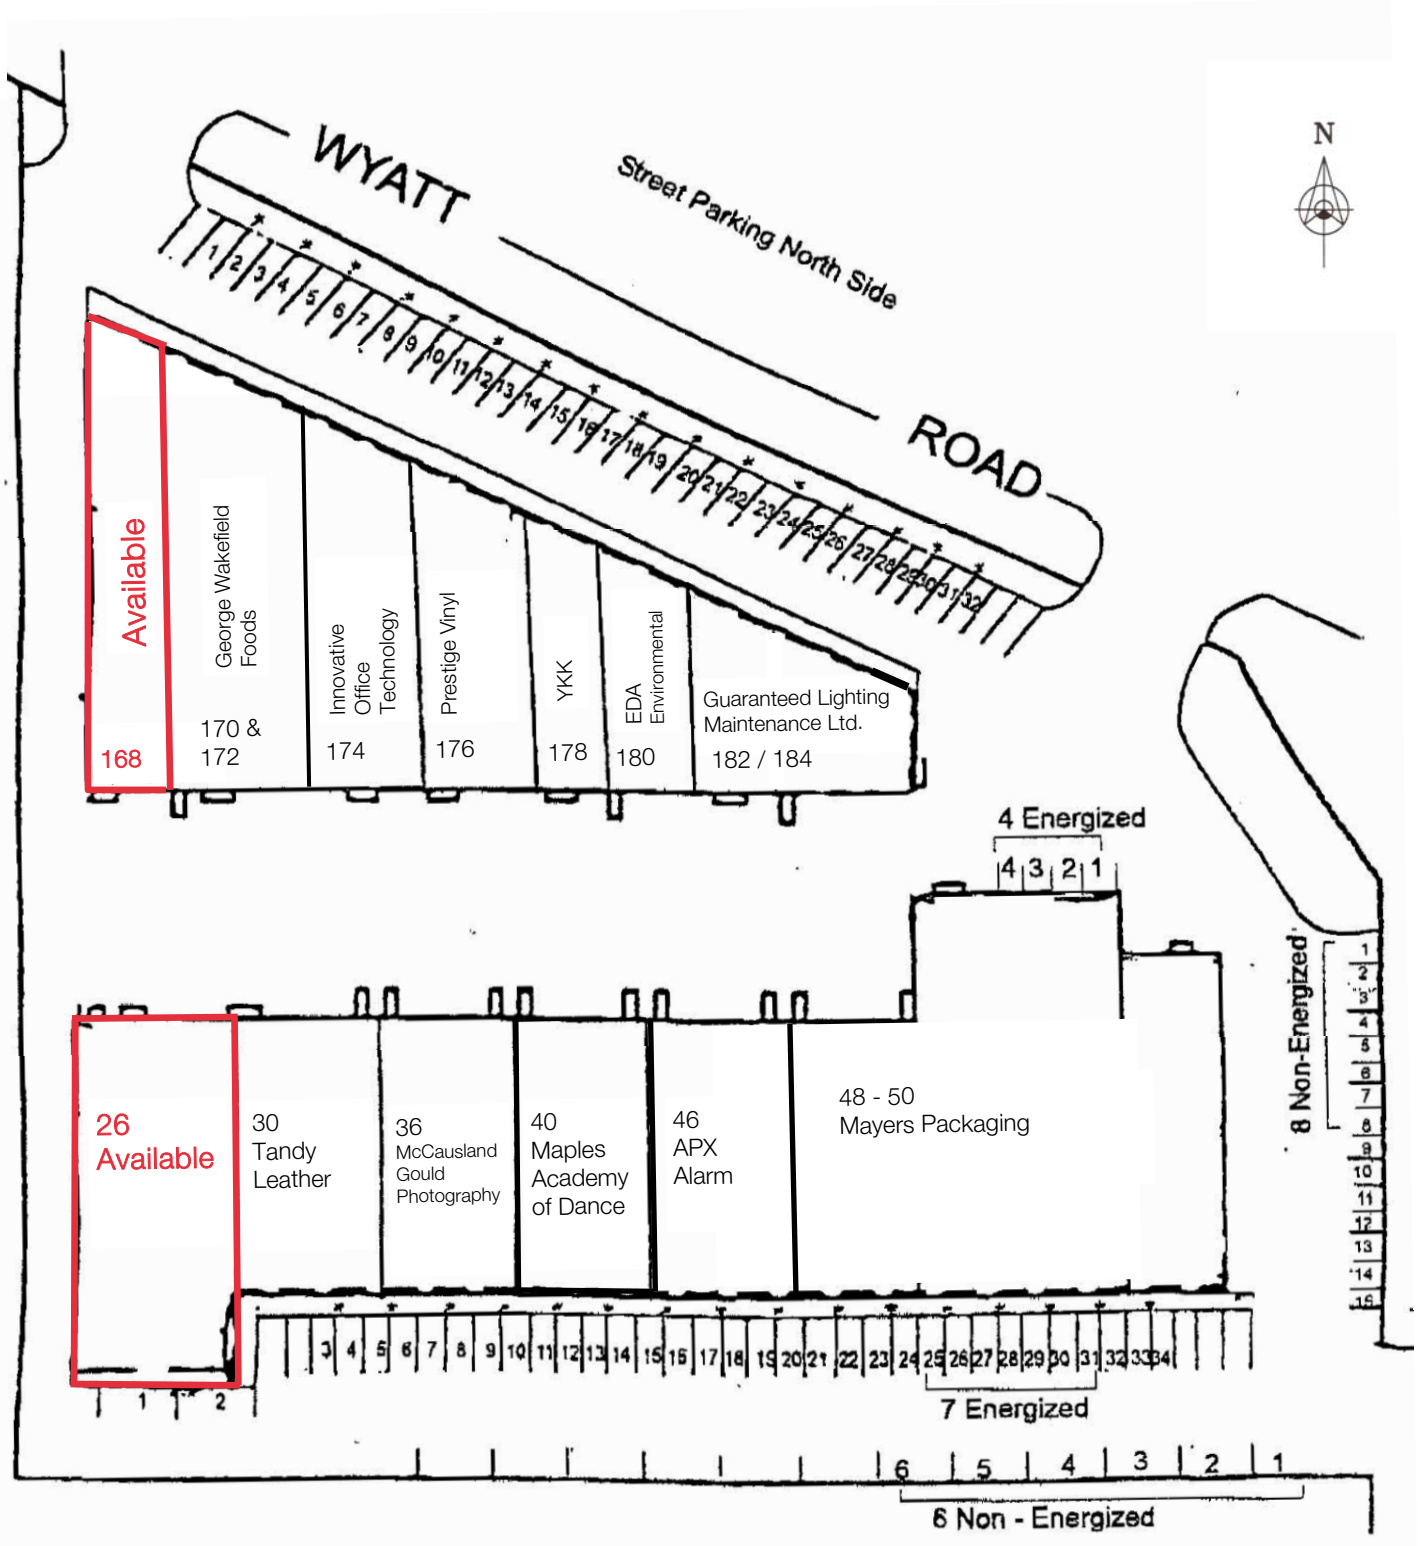 N
WYATT
Street Parking North Side
ROAD
1 2 3 4 5 6 7 8 9 10 11 12 13 14 15 16 17 18 19 20 21 22 23 24 25 26 27 28 29 30 31 32
Available
168
George Wakefield
Foods
170 &
172
Innovative
Office
Technology
174
Prestige Vinyl
176
YKK
178
EDA
Environmental
180
Guaranteed Lighting
Maintenance Ltd.
182 / 184
4 Energized
4 3 2 1
8 Non-Energized
1
2
3
4
5
6
7
8
9
10
11
12
13
14
15
26
Available
30
Tandy
Leather
36
McCausland
Gould
Photography
40
Maples
Academy
of Dance
46
APX
Alarm
48 - 50
Mayers Packaging
1 2
3 4 5 6 7 8 9 10 11 12 13 14 15 16 17 18 19 20 21 22 23 24 25 26 27 28 29 30 31 32 33 34
7 Energized
6 5 4 3 2 1
6 Non - Energized